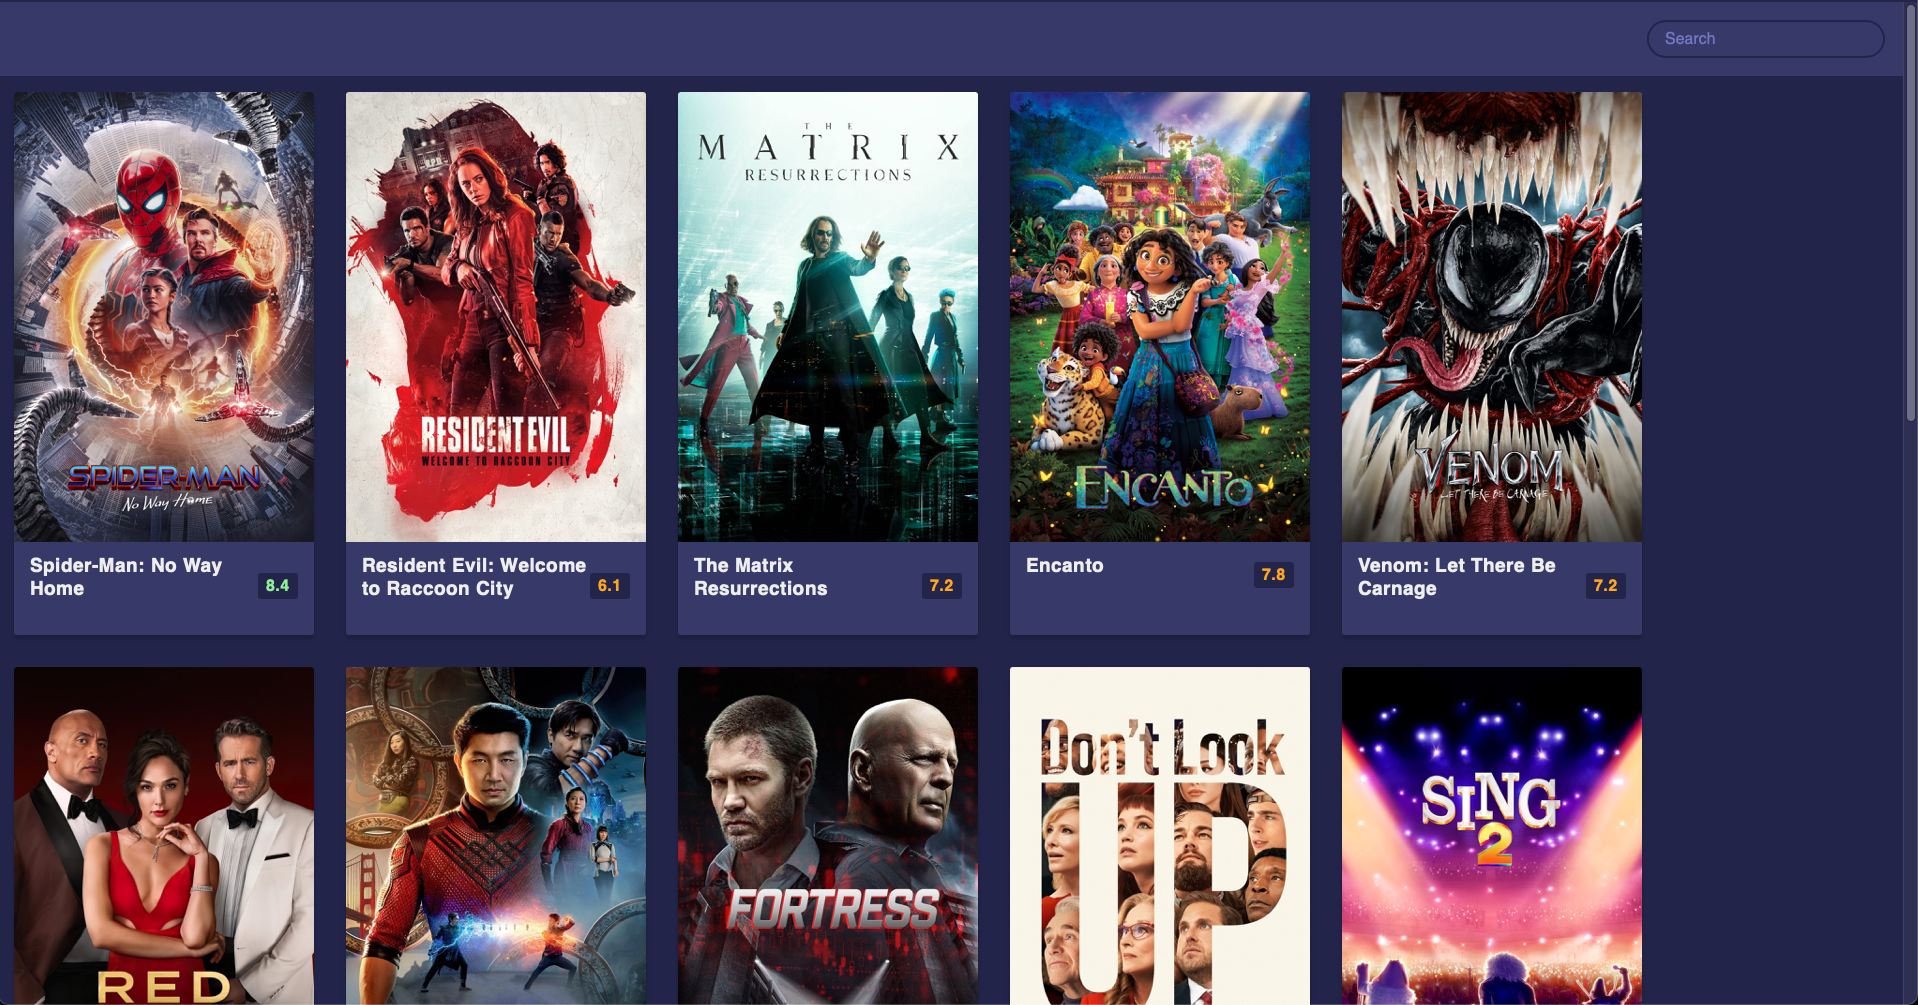 Search
SPIDER-MAN
No Way Home
RPD
RESIDENT EVIL
WELCOME TO RACCOON CITY
THE
MATRIX
RESURRECTIONS
ENCANTO
VENOM
LET THERE BE CARNAGE
Spider-Man: No Way
Home
8.4
Resident Evil: Welcome
to Raccoon City
6.1
The Matrix
Resurrections
7.2
Encanto
7.8
Venom: Let There Be
Carnage
7.2
RED
FORTRESS
Don't Look
UP
SING
2